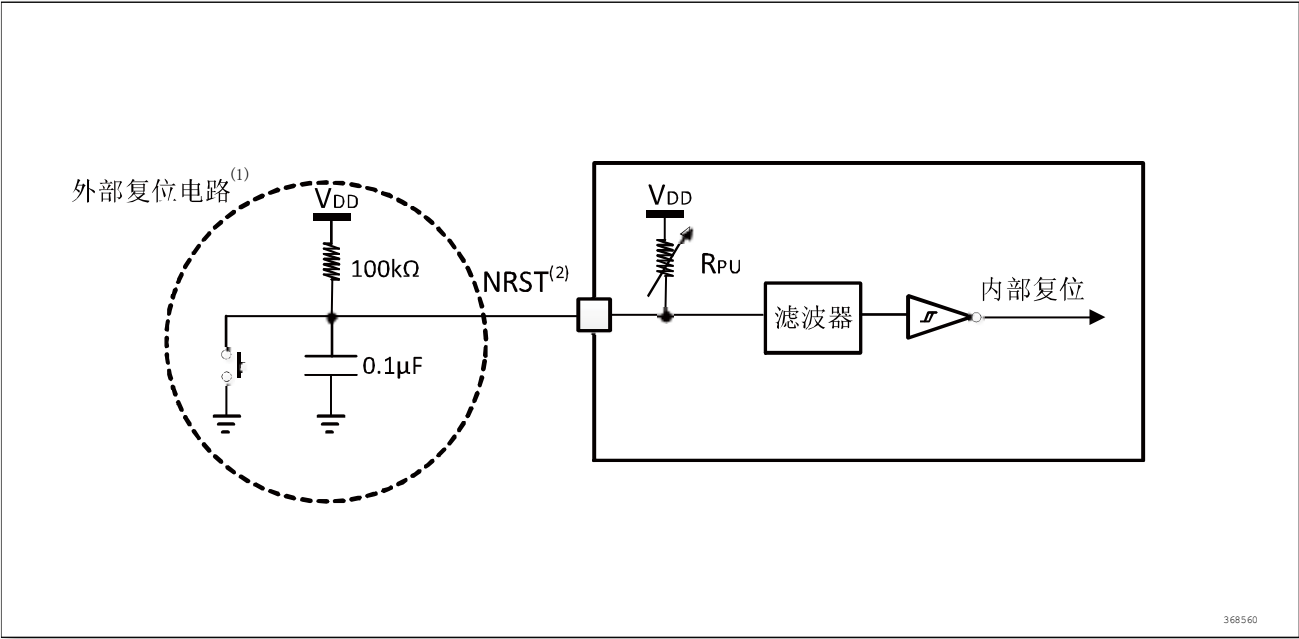 外部复位电路(1)
VDD
100kΩ
0.1μF
NRST(2)
VDD
RPU
滤波器
内部复位
368560